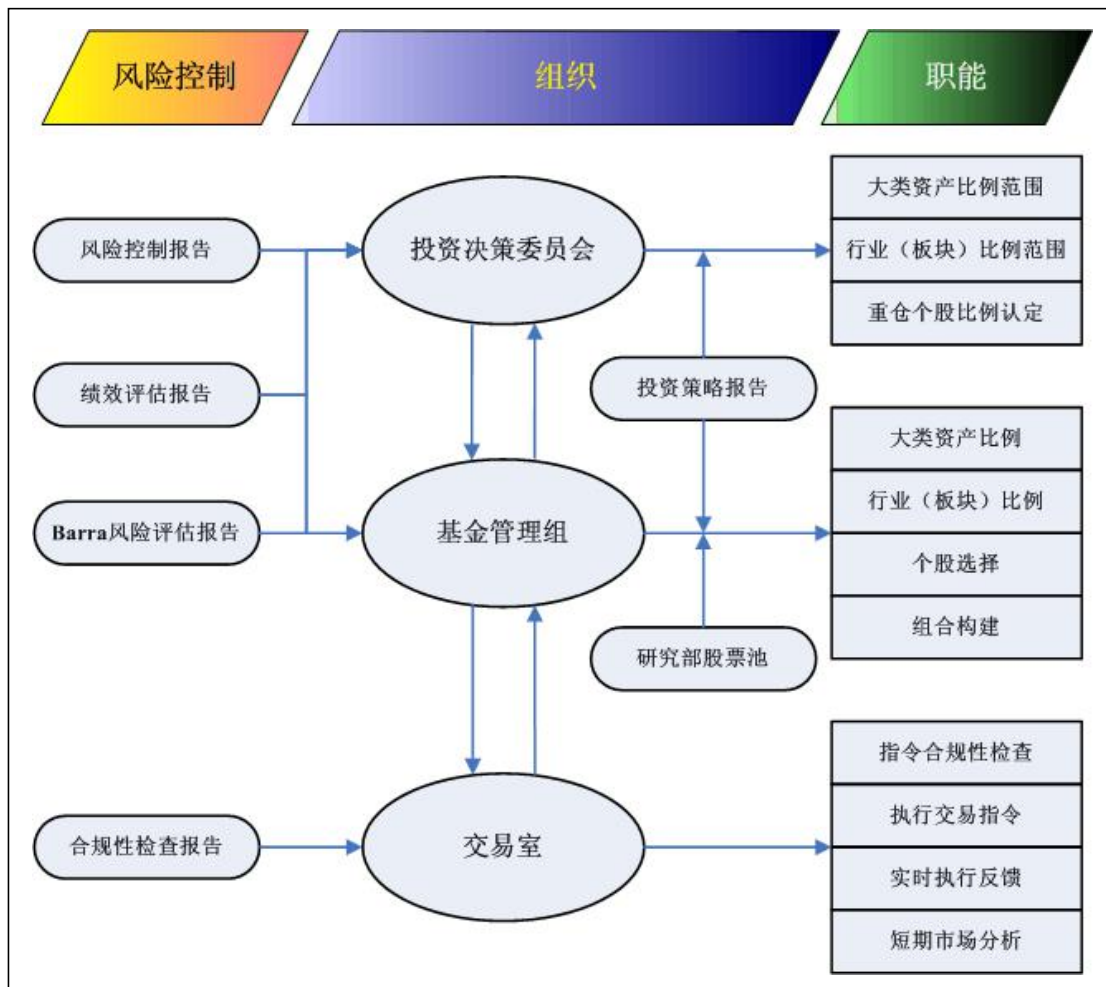 风险控制
组织
职能
风险控制报告
绩效评估报告
Barra风险评估报告
合规性检查报告
投资决策委员会
基金管理组
交易室
投资策略报告
研究部股票池
大类资产比例范围
行业（板块）比例范围
重仓个股比例认定
大类资产比例
行业（板块）比例
个股选择
组合构建
指令合规性检查
执行交易指令
实时执行反馈
短期市场分析